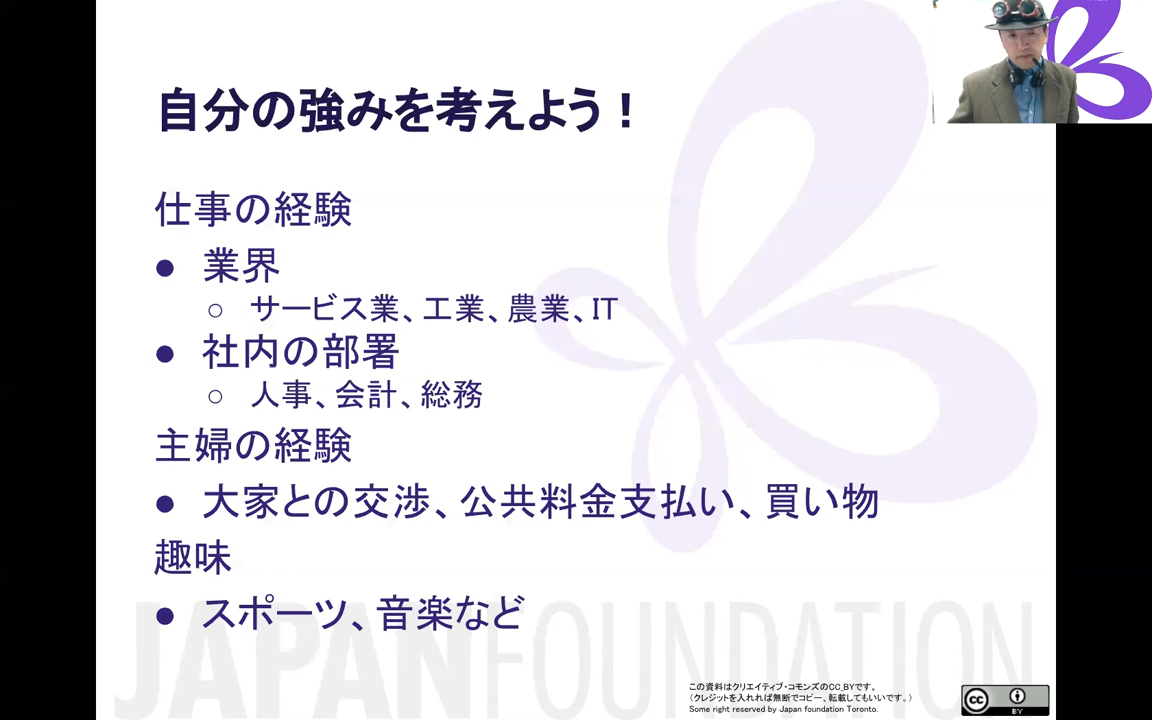 自分の強みを考えよう！
仕事の経験
● 業界
○ サービス業、工業、農業、IT
● 社内の部署
○ 人事、会計、総務
主婦の経験
● 大家との交渉、公共料金支払い、買い物
趣味
● スポーツ、音楽など
JAPANFOUNDATION
この資料はクリエイティブ・コモンズのCC_BYです。
（クレジットを入れれば無断でコピー、転載してもいいです。）
Some right reserved by Japan foundation Toronto.
cc
BY